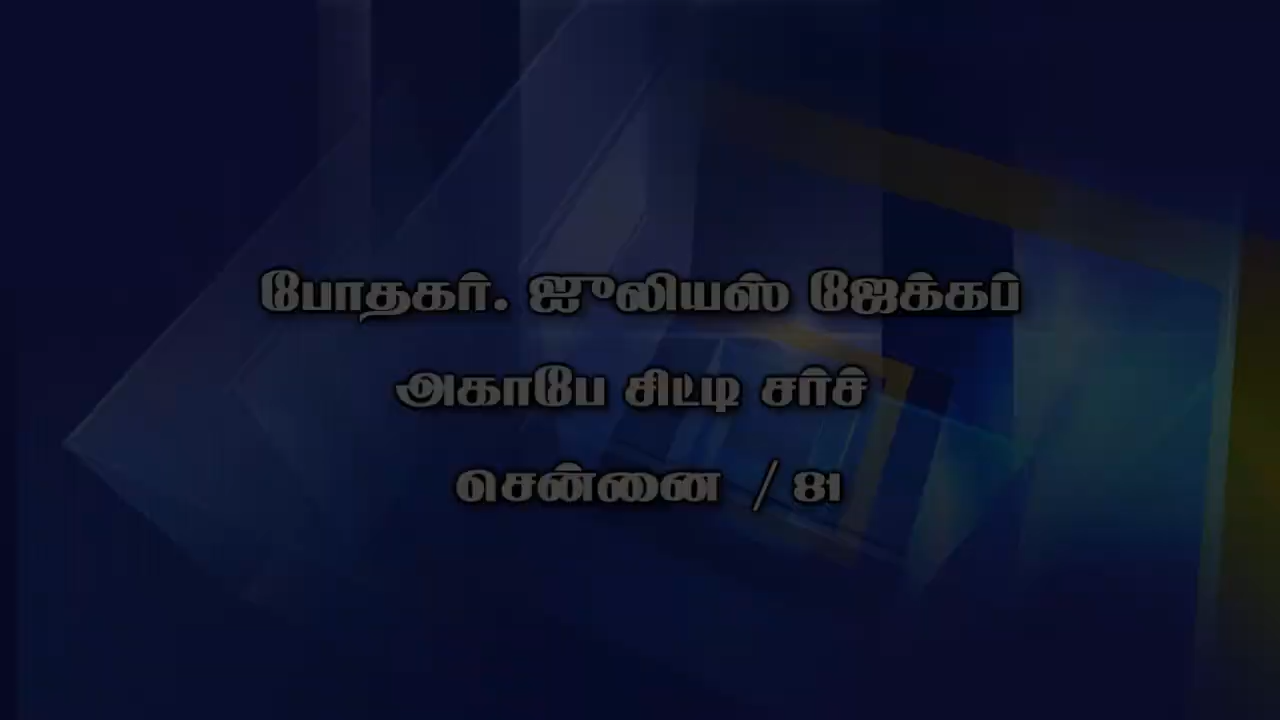 போதகர். ஜுலியஸ் ஜேக்கப்
அகாபே சிட்டி சர்ச்
சென்னை / 81